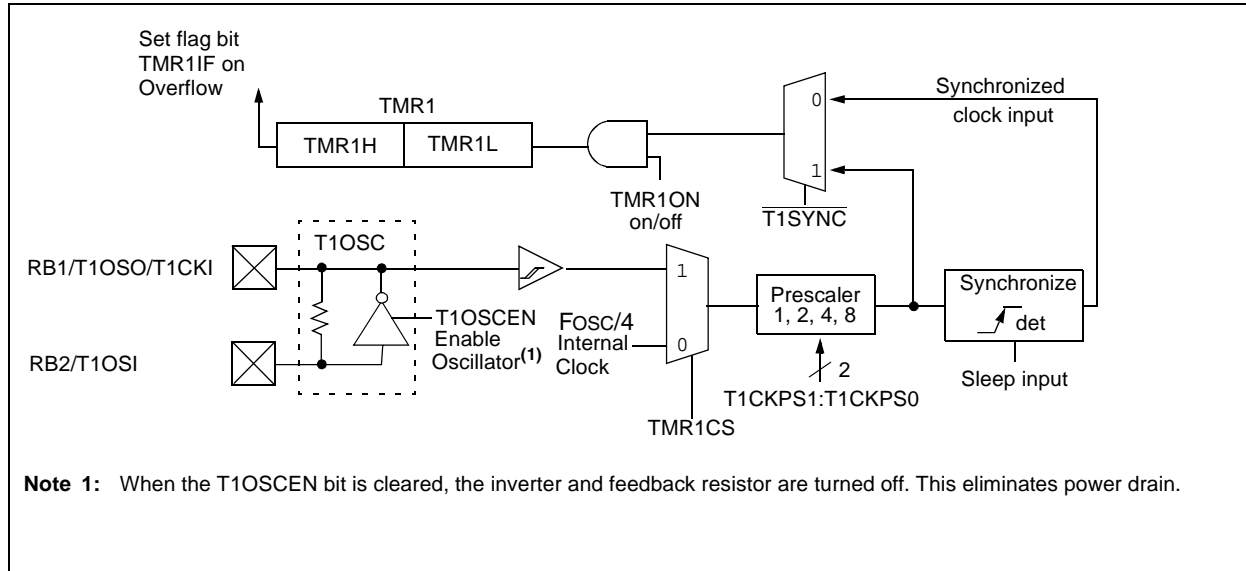 Set flag bit
TMR1IF on
Overflow
TMR1
TMR1H
TMR1L
TMR1ON
on/off
0
1
T1SYNC
Synchronized
clock input
T1OSC
RB1/T1OSO/T1CKI
RB2/T1OSI
T1OSCEN
Enable
Oscillator(1)
FOSC/4
Internal
Clock
1
0
TMR1CS
Prescaler
1, 2, 4, 8
2
T1CKPS1:T1CKPS0
Synchronize
det
Sleep input
Note 1: When the T1OSCEN bit is cleared, the inverter and feedback resistor are turned off. This eliminates power drain.